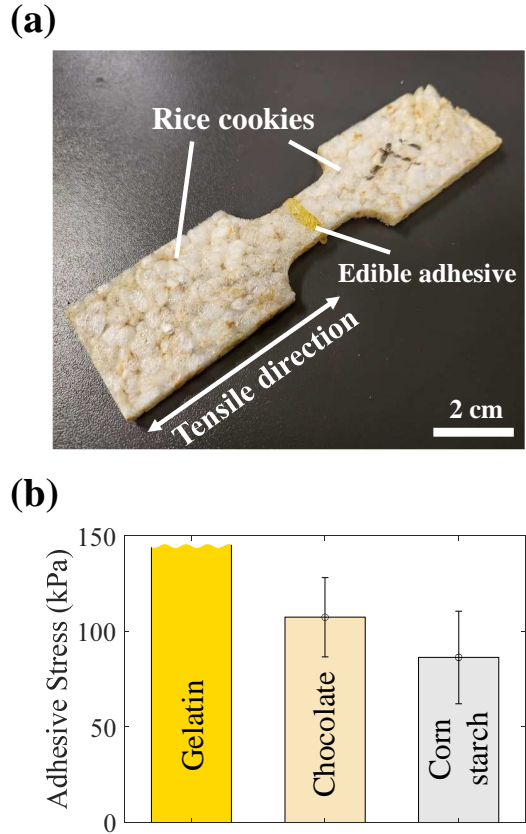 (a)
Rice cookies
Edible adhesive
Tensile direction
2 cm
(b)
Adhesive Stress (kPa)
150
100
50
0
Gelatin
Chocolate
Corn
starch